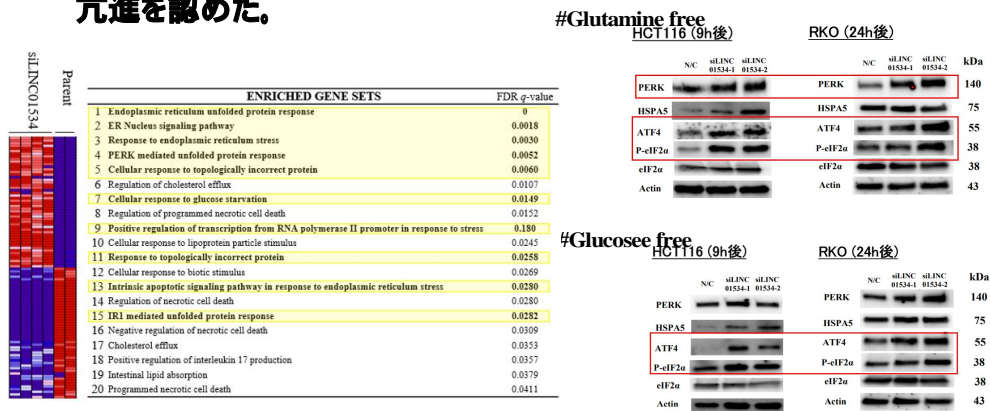 亢進を認めた。
siLINC01534
Parent
ENRICHED GENE SETS FDR q-value
1 Endoplasmic reticulum unfolded protein response 0
2 ER Nucleus signaling pathway 0.0018
3 Response to endoplasmic reticulum stress 0.0030
4 PERK mediated unfolded protein response 0.0052
5 Cellular response to topologically incorrect protein 0.0060
6 Regulation of cholesterol efflux 0.0107
7 Cellular response to glucose starvation 0.0149
8 Regulation of programmed necrotic cell death 0.0152
9 Positive regulation of transcription from RNA polymerase II promoter in response to stress 0.180
10 Cellular response to lipoprotein particle stimulus 0.0245
11 Response to topologically incorrect protein 0.0258
12 Cellular response to biotic stimulus 0.0269
13 Intrinsic apoptotic signaling pathway in response to endoplasmic reticulum stress 0.0280
14 Regulation of necrotic cell death 0.0280
15 IR1 mediated unfolded protein response 0.0282
16 Negative regulation of necrotic cell death 0.0309
17 Cholesterol efflux 0.0353
18 Positive regulation of interleukin 17 production 0.0357
19 Intestinal lipid absorption 0.0379
20 Programmed necrotic cell death 0.0411
#Glutamine free
HCT116 (9h後) RKO (24h後)
N/C siLINC 01534-1 siLINC 01534-2 N/C siLINC 01534-1 siLINC 01534-2 kDa
PERK PERK 140
HSPA5 HSPA5 75
ATF4 ATF4 55
P-eIF2α P-eIF2α 38
eIF2α eIF2α 38
Actin Actin 43
#Glucosee free
HCT116 (9h後) RKO (24h後)
N/C siLINC 01534-1 siLINC 01534-2 N/C siLINC 01534-1 siLINC 01534-2 kDa
PERK PERK 140
HSPA5 HSPA5 75
ATF4 ATF4 55
P-eIF2α P-eIF2α 38
eIF2α eIF2α 38
Actin Actin 43